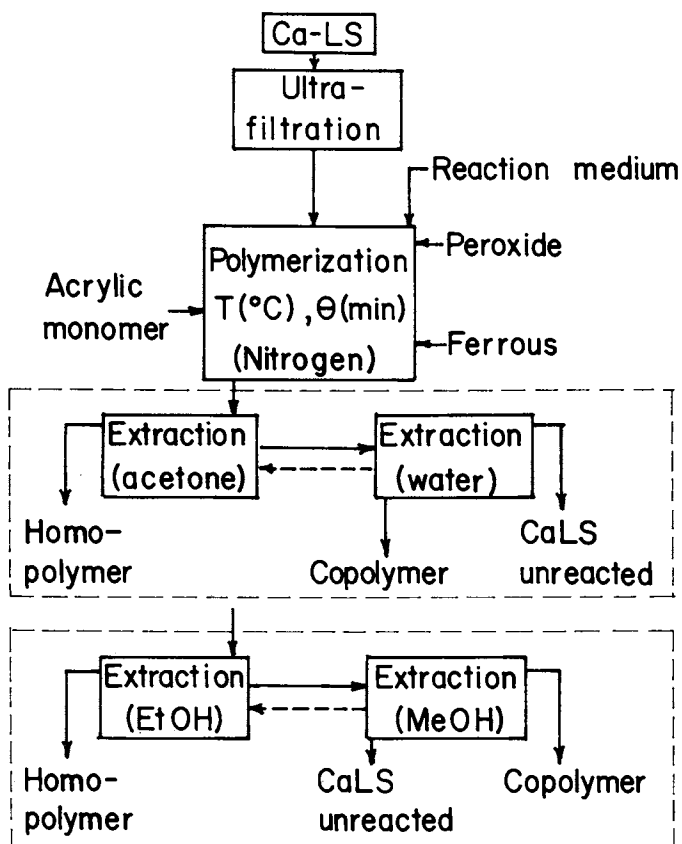 Ca-LS
Ultra-
filtration
Reaction medium
Peroxide
Polymerization
T(°C), θ(min)
(Nitrogen)
Acrylic
monomer
Ferrous
Extraction
(acetone)
Extraction
(water)
Homo-
polymer
Copolymer
CaLS
unreacted
Extraction
(EtOH)
Extraction
(MeOH)
Homo-
polymer
CaLS
unreacted
Copolymer